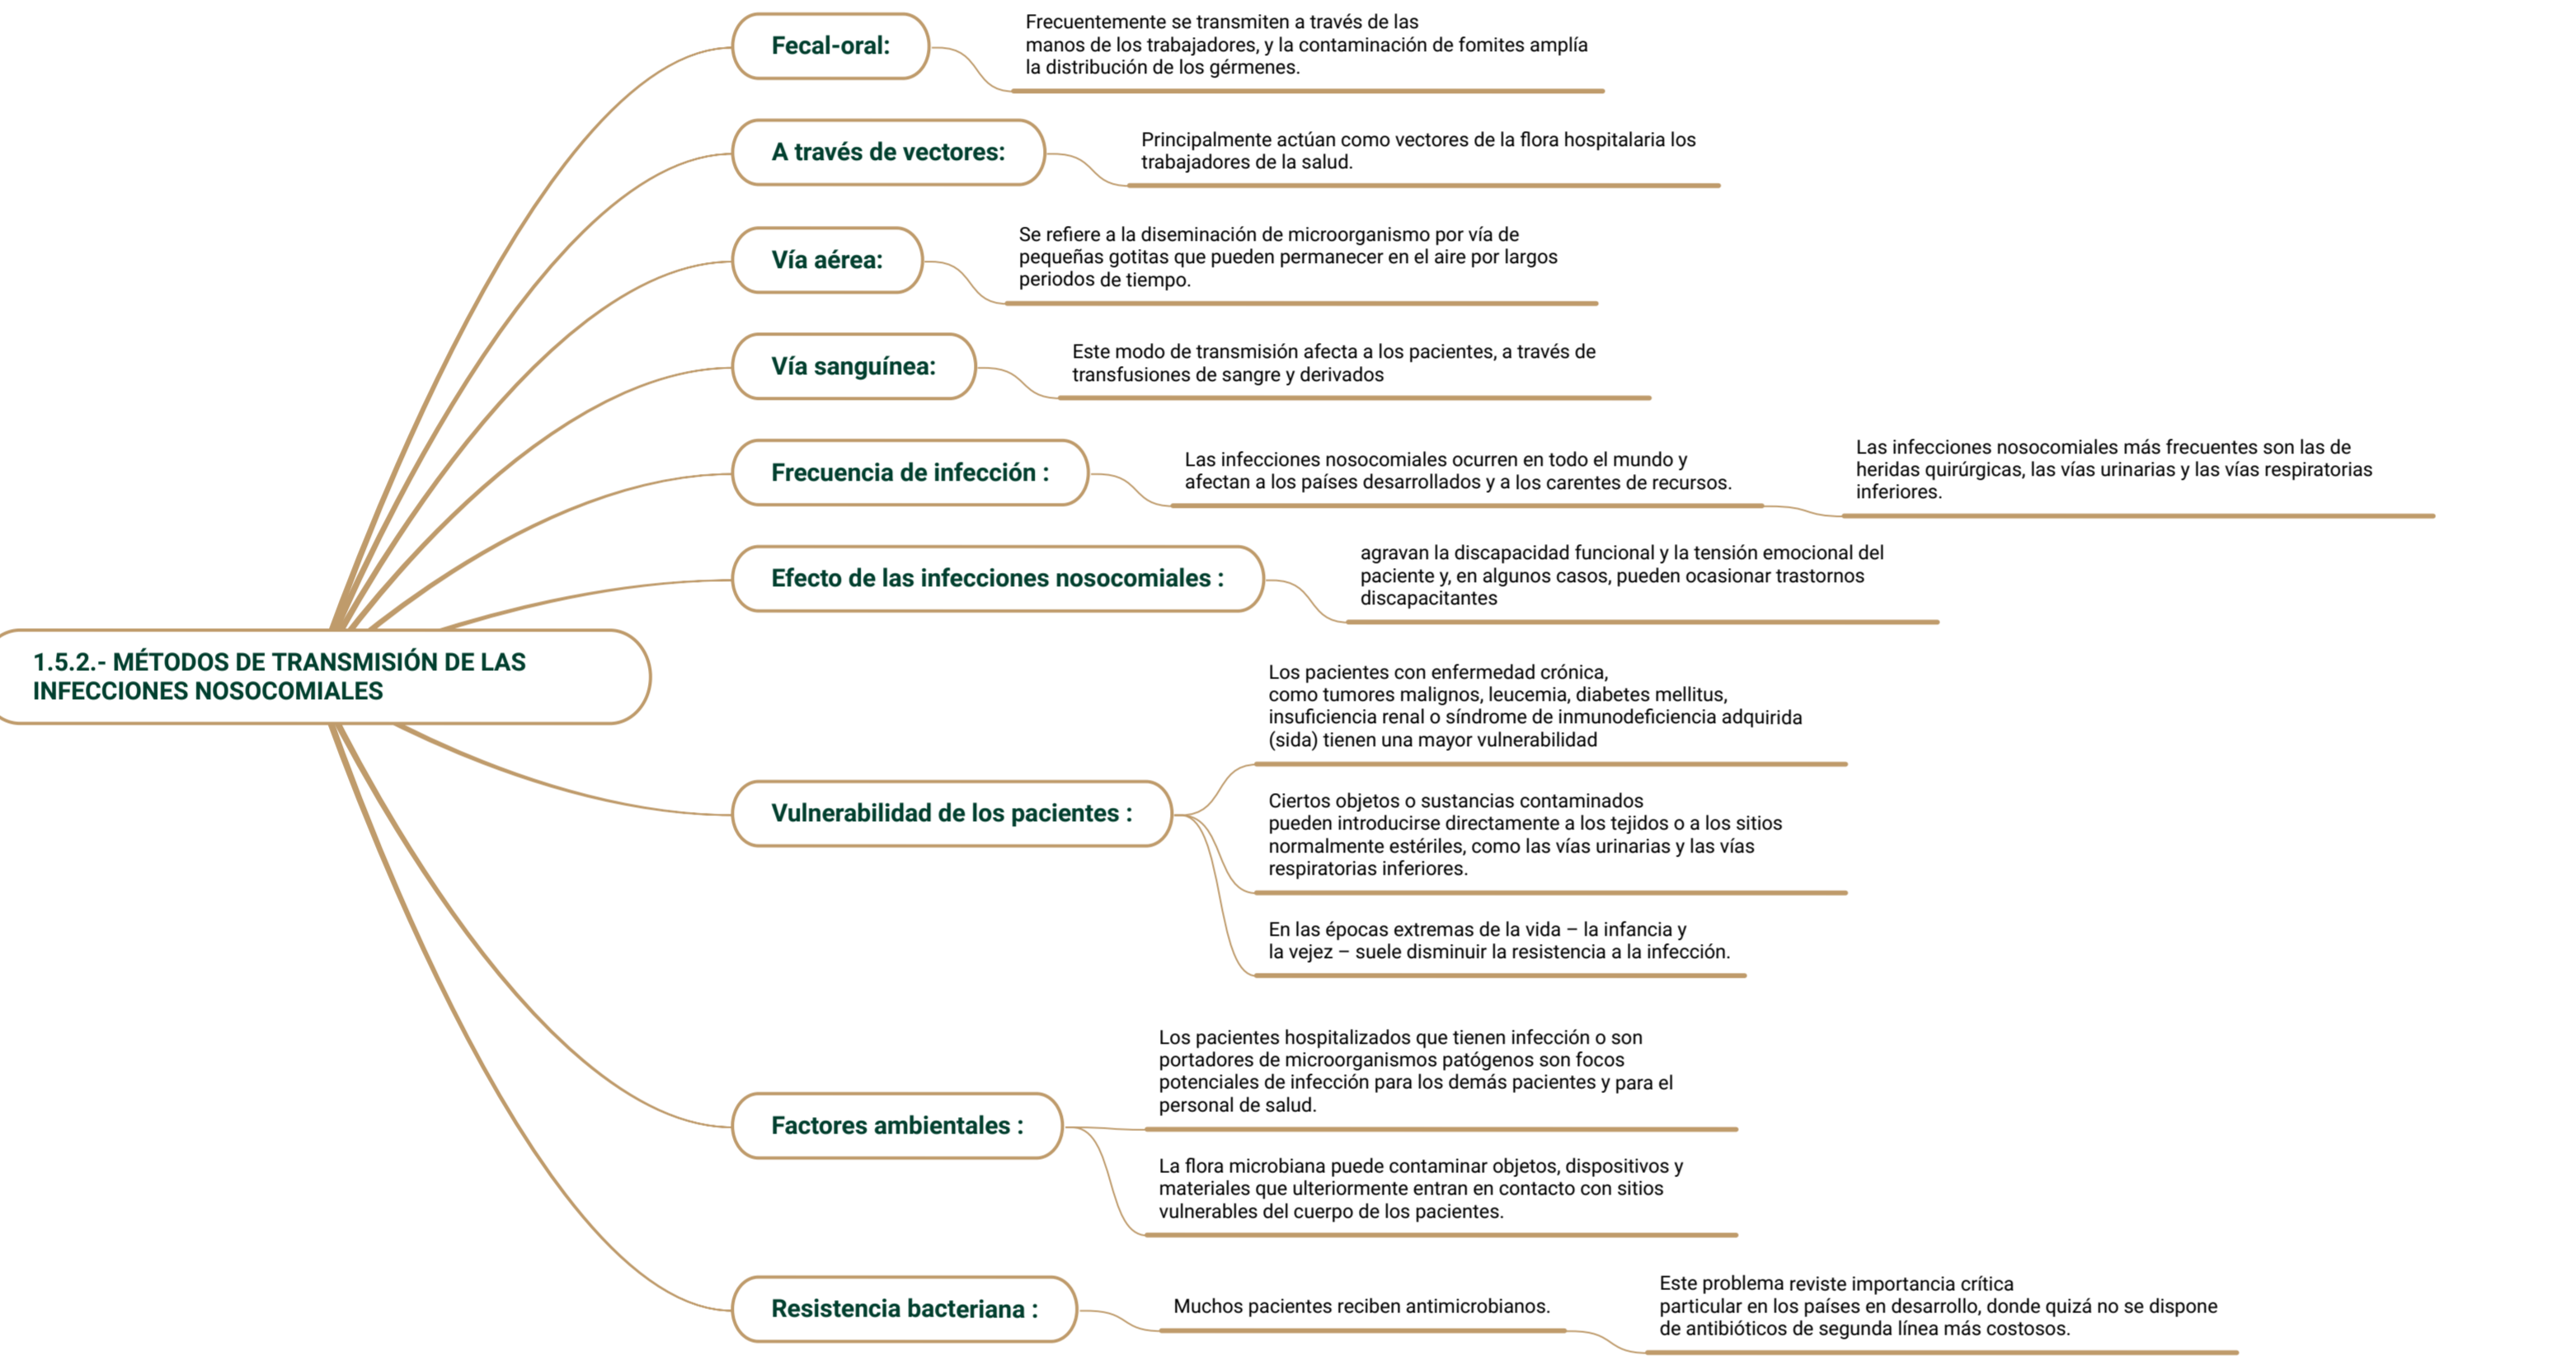 Fecal-oral:
Frecuentemente se transmiten a través de las
manos de los trabajadores, y la contaminación de fomites amplía
la distribución de los gérmenes.
A través de vectores:
Principalmente actúan como vectores de la flora hospitalaria los
trabajadores de la salud.
Vía aérea:
Se refiere a la diseminación de microorganismo por vía de
pequeñas gotitas que pueden permanecer en el aire por largos
periodos de tiempo.
Vía sanguínea:
Este modo de transmisión afecta a los pacientes, a través de
transfusiones de sangre y derivados
Frecuencia de infección :
Las infecciones nosocomiales ocurren en todo el mundo y
afectan a los países desarrollados y a los carentes de recursos.
Las infecciones nosocomiales más frecuentes son las de
heridas quirúrgicas, las vías urinarias y las vías respiratorias
inferiores.
Efecto de las infecciones nosocomiales :
agravan la discapacidad funcional y la tensión emocional del
paciente y, en algunos casos, pueden ocasionar trastornos
discapacitantes
1.5.2.- MÉTODOS DE TRANSMISIÓN DE LAS
INFECCIONES NOSOCOMIALES
Vulnerabilidad de los pacientes :
Los pacientes con enfermedad crónica,
como tumores malignos, leucemia, diabetes mellitus,
insuficiencia renal o síndrome de inmunodeficiencia adquirida
(sida) tienen una mayor vulnerabilidad
Ciertos objetos o sustancias contaminados
pueden introducirse directamente a los tejidos o a los sitios
normalmente estériles, como las vías urinarias y las vías
respiratorias inferiores.
En las épocas extremas de la vida – la infancia y
la vejez – suele disminuir la resistencia a la infección.
Factores ambientales :
Los pacientes hospitalizados que tienen infección o son
portadores de microorganismos patógenos son focos
potenciales de infección para los demás pacientes y para el
personal de salud.
La flora microbiana puede contaminar objetos, dispositivos y
materiales que ulteriormente entran en contacto con sitios
vulnerables del cuerpo de los pacientes.
Resistencia bacteriana :
Muchos pacientes reciben antimicrobianos.
Este problema reviste importancia crítica
particular en los países en desarrollo, donde quizá no se dispone
de antibióticos de segunda línea más costosos.